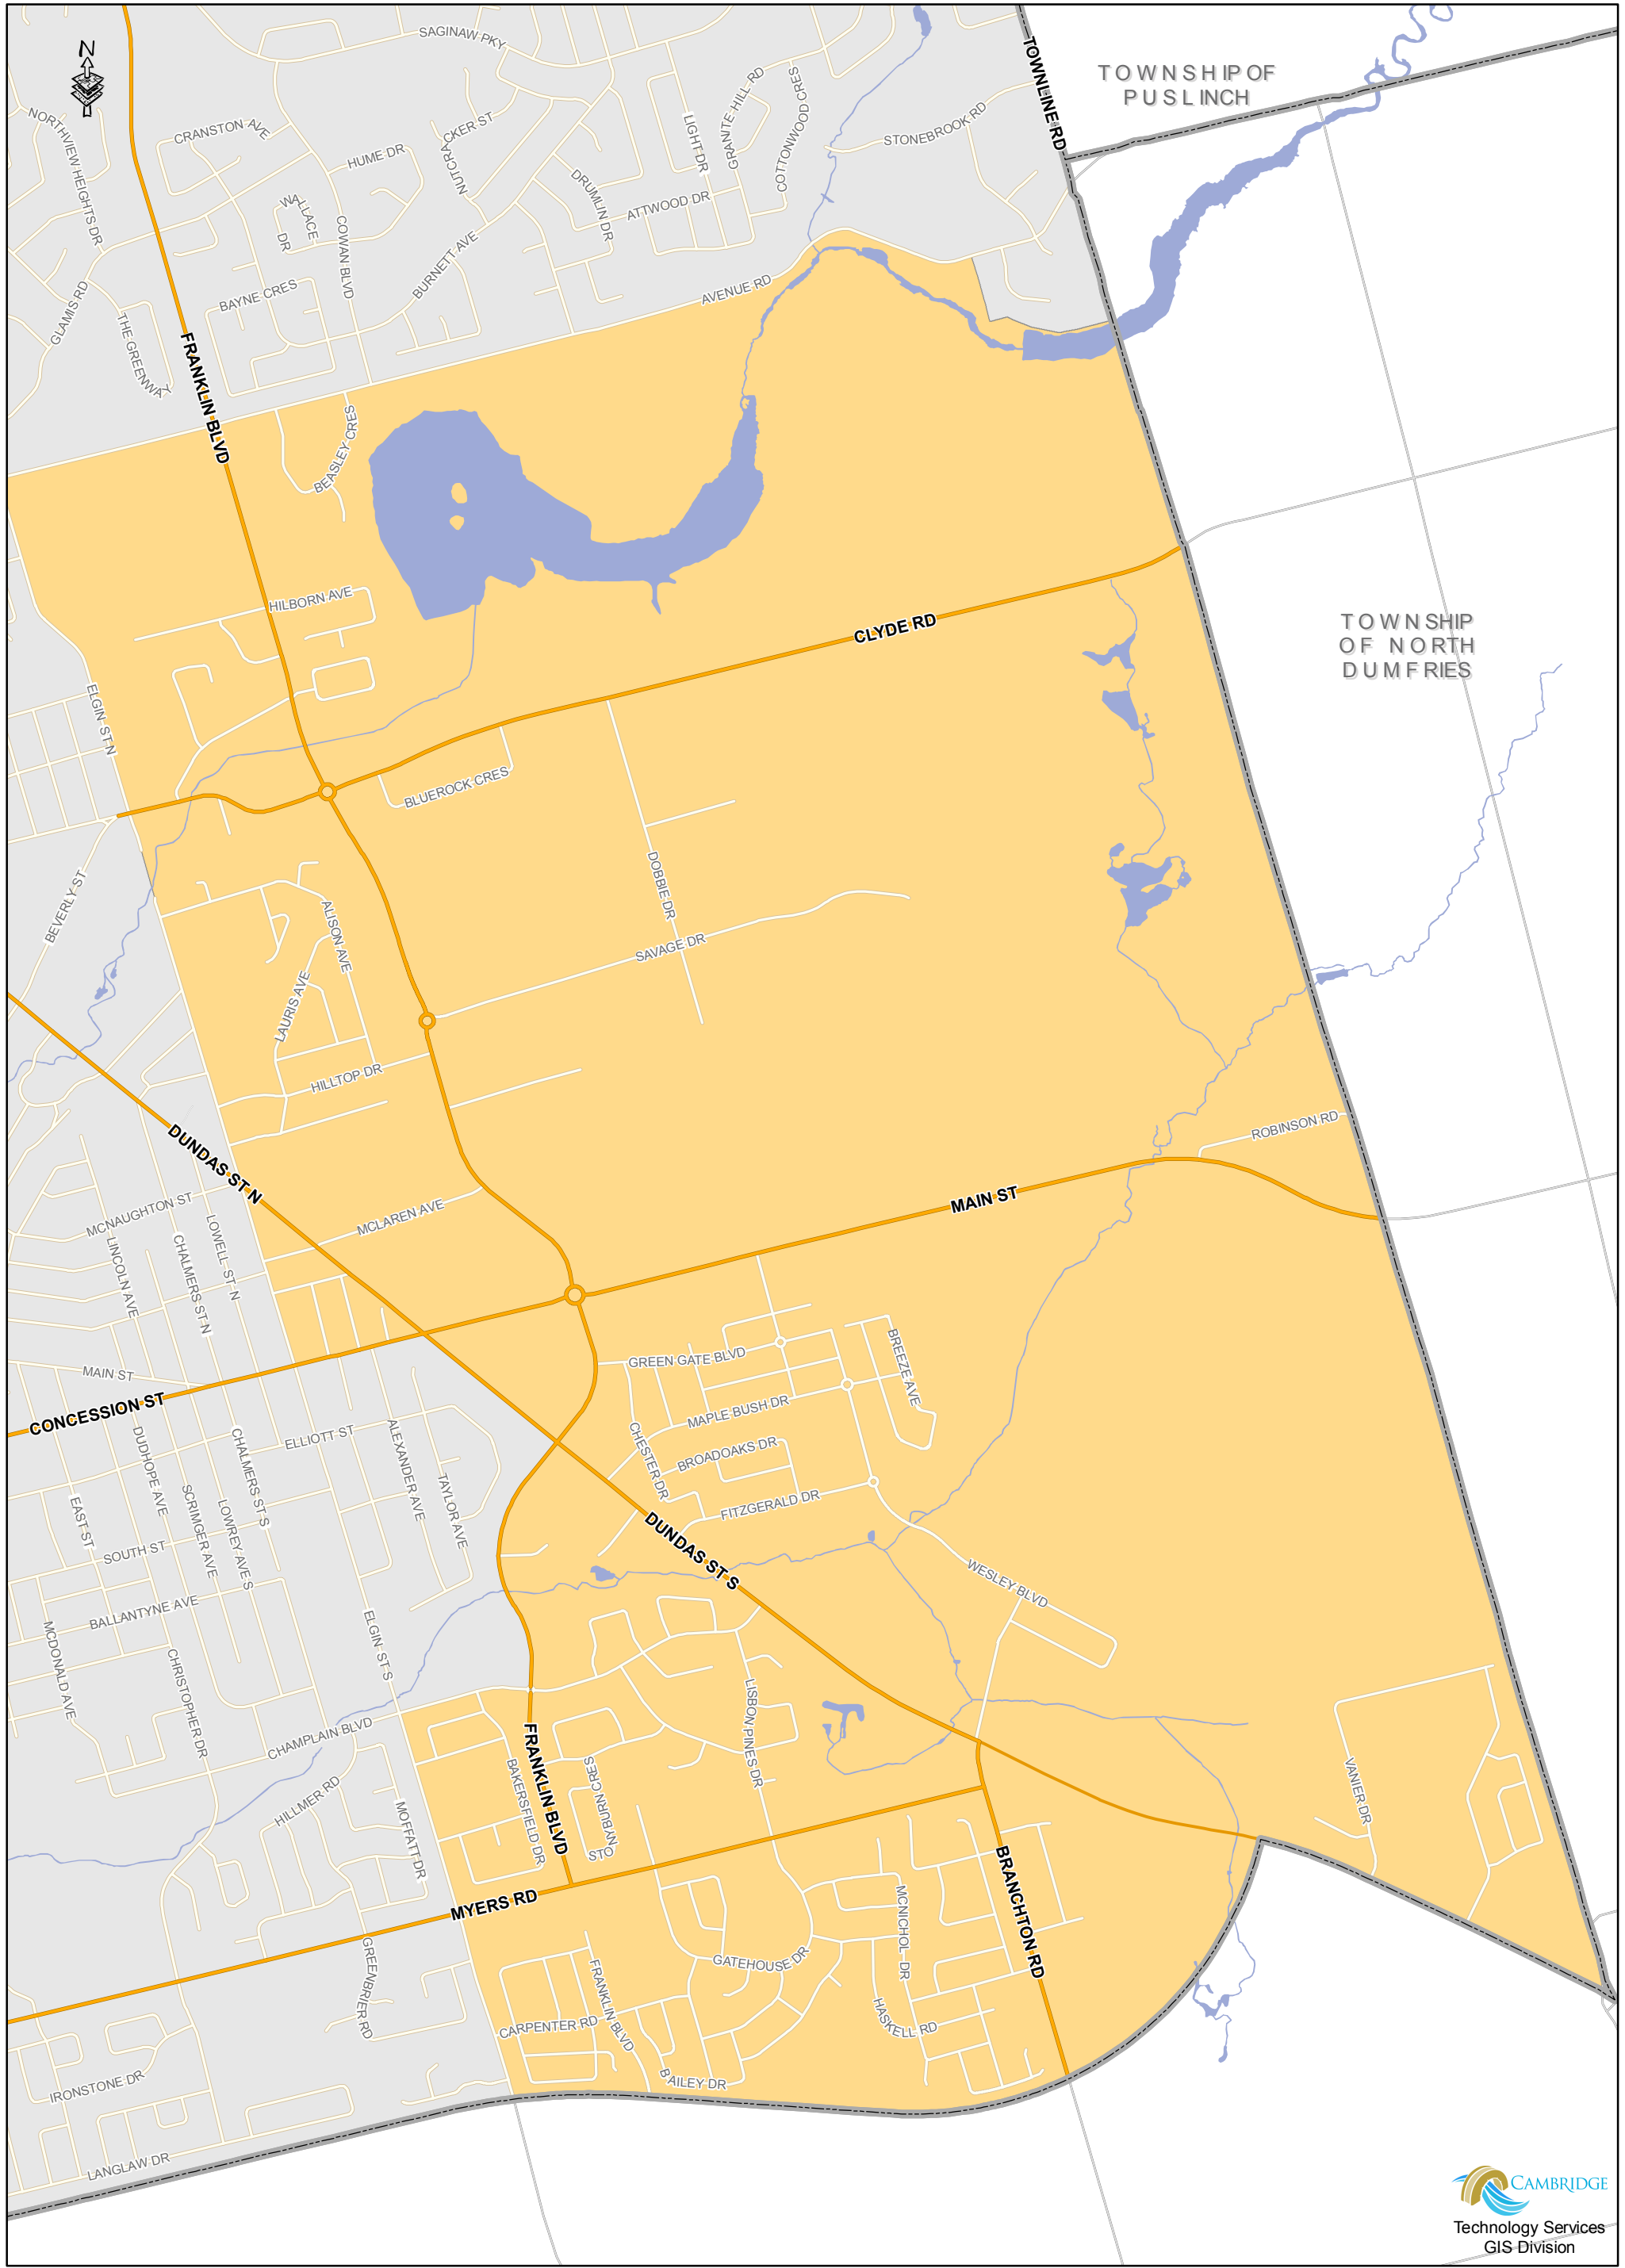 N
SAGINAW PKY
TOWNLINE RD
TOWNSHIP OF
PUSLINCH
NORTHVIEW HEIGHTS DR
CRANSTON AVE
HUME DR
NUTCRACKER ST
LIGHT DR
GRANITE HILL RD
COTTONWOOD CRES
STONEBROOK RD
WALLACE
DR
COWAN BLVD
DRUMLIN DR
ATTWOOD DR
BURNETT AVE
BAYNE CRES
AVENUE RD
GLAMIS RD
THE GREENWAY
FRANKLIN BLVD
BEASLEY CRES
HILBORN AVE
CLYDE RD
TOWNSHIP
OF NORTH
DUMFRIES
ELGIN ST N
BLUEROCK CRES
BEVERLY ST
DOBBIE DR
ALISON AVE
SAVAGE DR
LAURIS AVE
HILLTOP DR
ROBINSON RD
DUNDAS ST N
MAIN ST
MCNAUGHTON ST
MCLAREN AVE
LINCOLN AVE
CHALMERS ST N
LOWELL ST N
MAIN ST
GREEN GATE BLVD
BREEZE AVE
CONCESSION ST
MAPLE BUSH DR
ELLIOTT ST
CHESTER DR
BROADOAKS DR
DUDHOPE AVE
CHALMERS ST S
ALEXANDER AVE
TAYLOR AVE
EAST ST
SCRIMGER AVE
LOWREY AVE S
FITZGERALD DR
SOUTH ST
DUNDAS ST S
WESLEY BLVD
BALLANTYNE AVE
MCDONALD AVE
ELGIN ST S
CHRISTOPHER DR
LISBON PINES DR
CHAMPLAIN BLVD
FRANKLIN BLVD
BAKERSFIELD DR
STONYBURN CRES
VANIER DR
HILLMER RD
MOFFATT DR
MYERS RD
BRANCHTON RD
MCNICHOL DR
GREENBRIER RD
GATEHOUSE DR
FRANKLIN BLVD
CARPENTER RD
HASKELL RD
BAILEY DR
IRONSTONE DR
LANGLAW DR
CAMBRIDGE
Technology Services
GIS Division